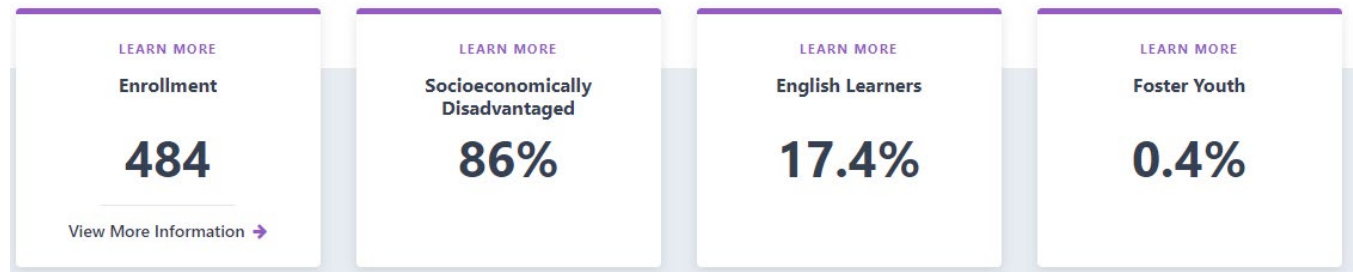 LEARN MORE
Enrollment
484
View More Information
LEARN MORE
Socioeconomically
Disadvantaged
86%
LEARN MORE
English Learners
17.4%
LEARN MORE
Foster Youth
0.4%